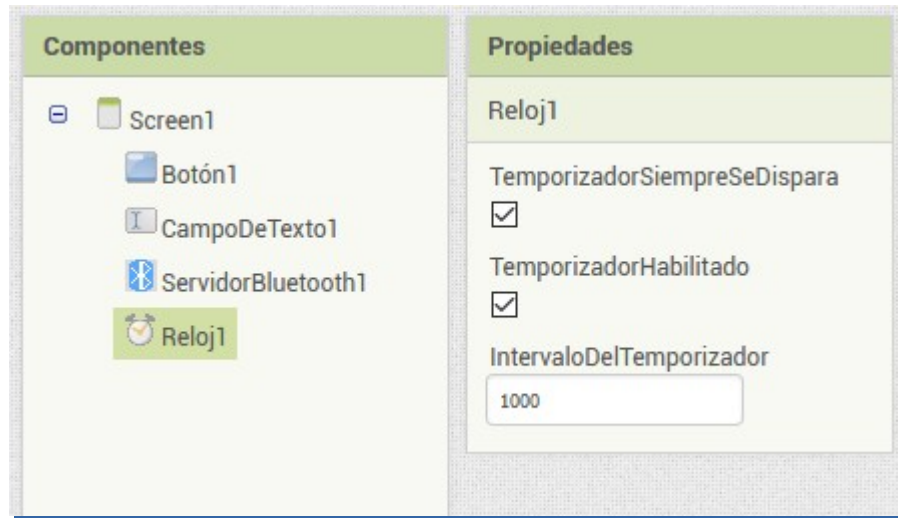 Componentes
Screen1
Botón1
CampoDeTexto1
ServidorBluetooth1
Reloj1
Propiedades
Reloj1
TemporizadorSiempreSeDispara
TemporizadorHabilitado
IntervaloDelTemporizador
1000